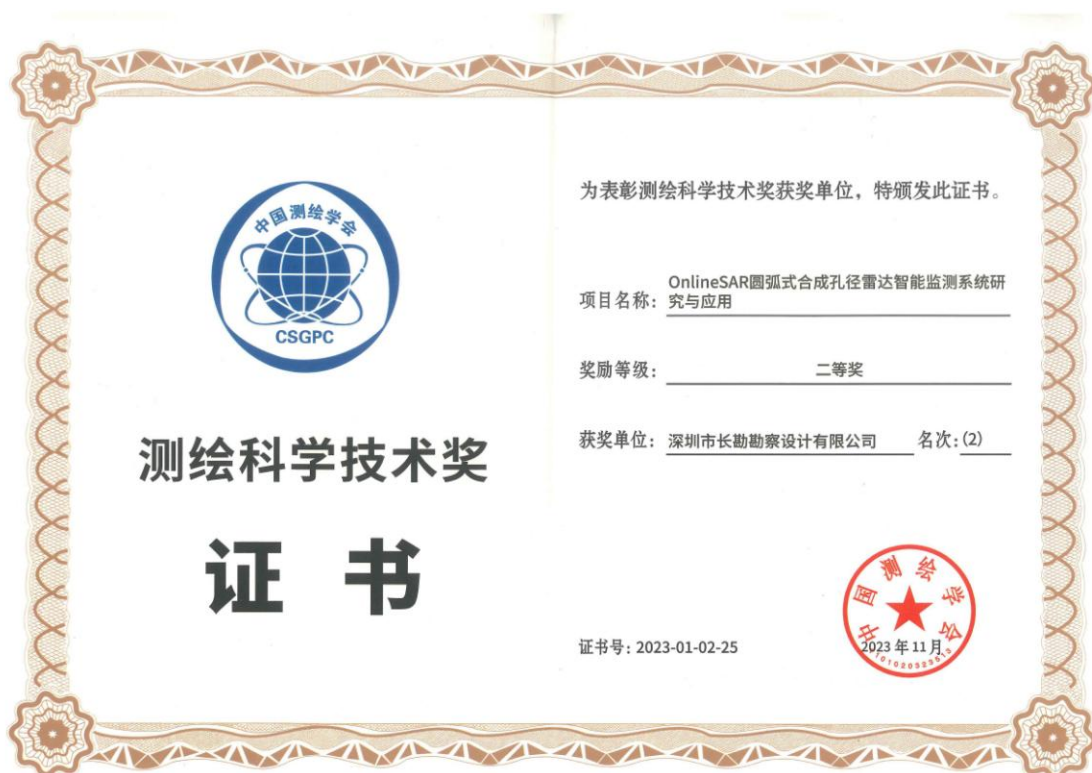 中国测绘学会
CSGPC
测绘科学技术奖
证 书
为表彰测绘科学技术奖获奖单位，特颁发此证书。
项目名称：OnlineSAR圆弧式合成孔径雷达智能监测系统研
究与应用
奖励等级：二等奖
获奖单位：深圳市长勘勘察设计有限公司 名次：(2)
证书号：2023-01-02-25
中国测绘学会
2023年11月